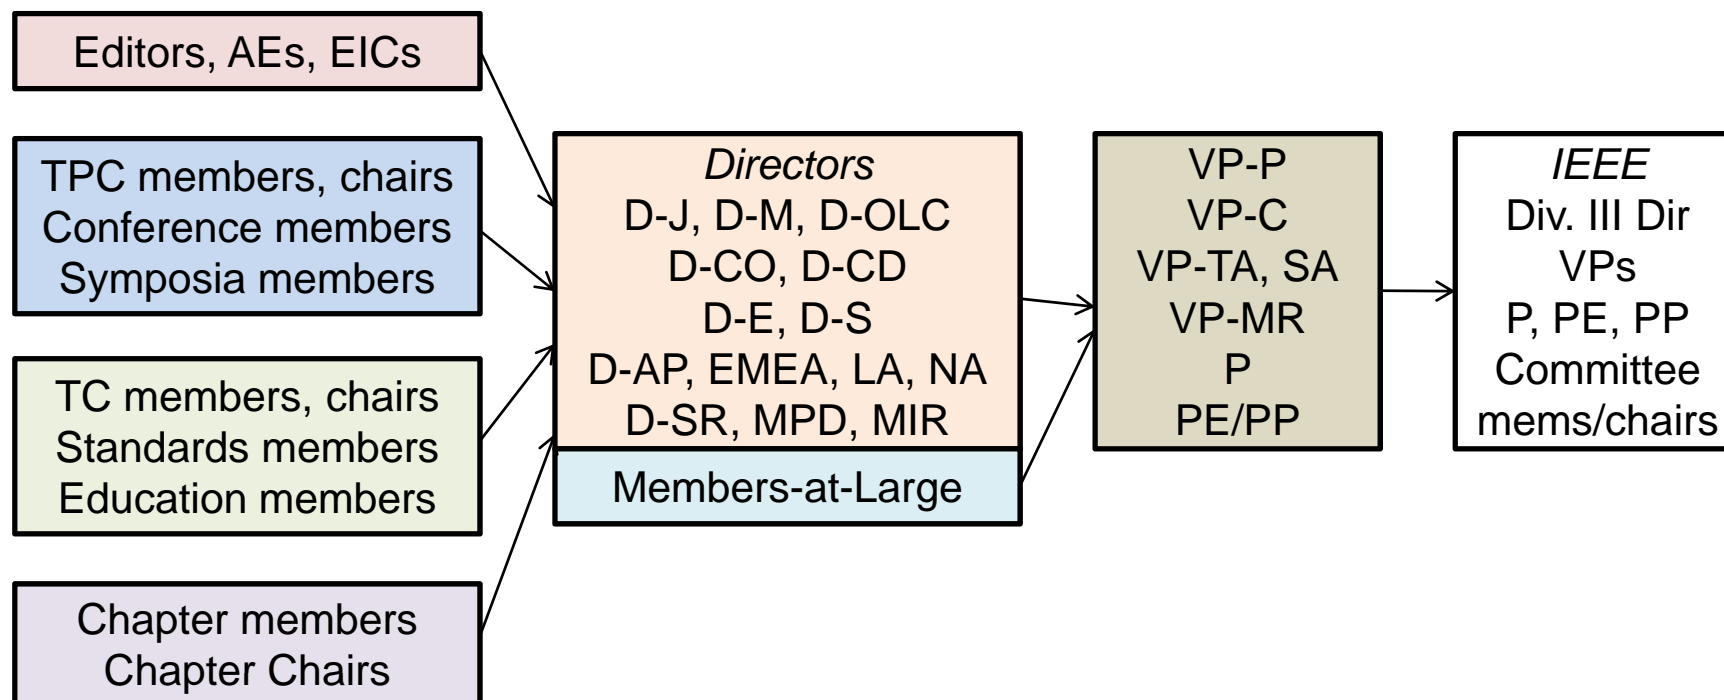 Editors, AEs, EICs
TPC members, chairs
Conference members
Symposia members
TC members, chairs
Standards members
Education members
Chapter members
Chapter Chairs
Directors
D-J, D-M, D-OLC
D-CO, D-CD
D-E, D-S
D-AP, EMEA, LA, NA
D-SR, MPD, MIR
Members-at-Large
VP-P
VP-C
VP-TA, SA
VP-MR
P
PE/PP
IEEE
Div. III Dir
VPs
P, PE, PP
Committee
mems/chairs